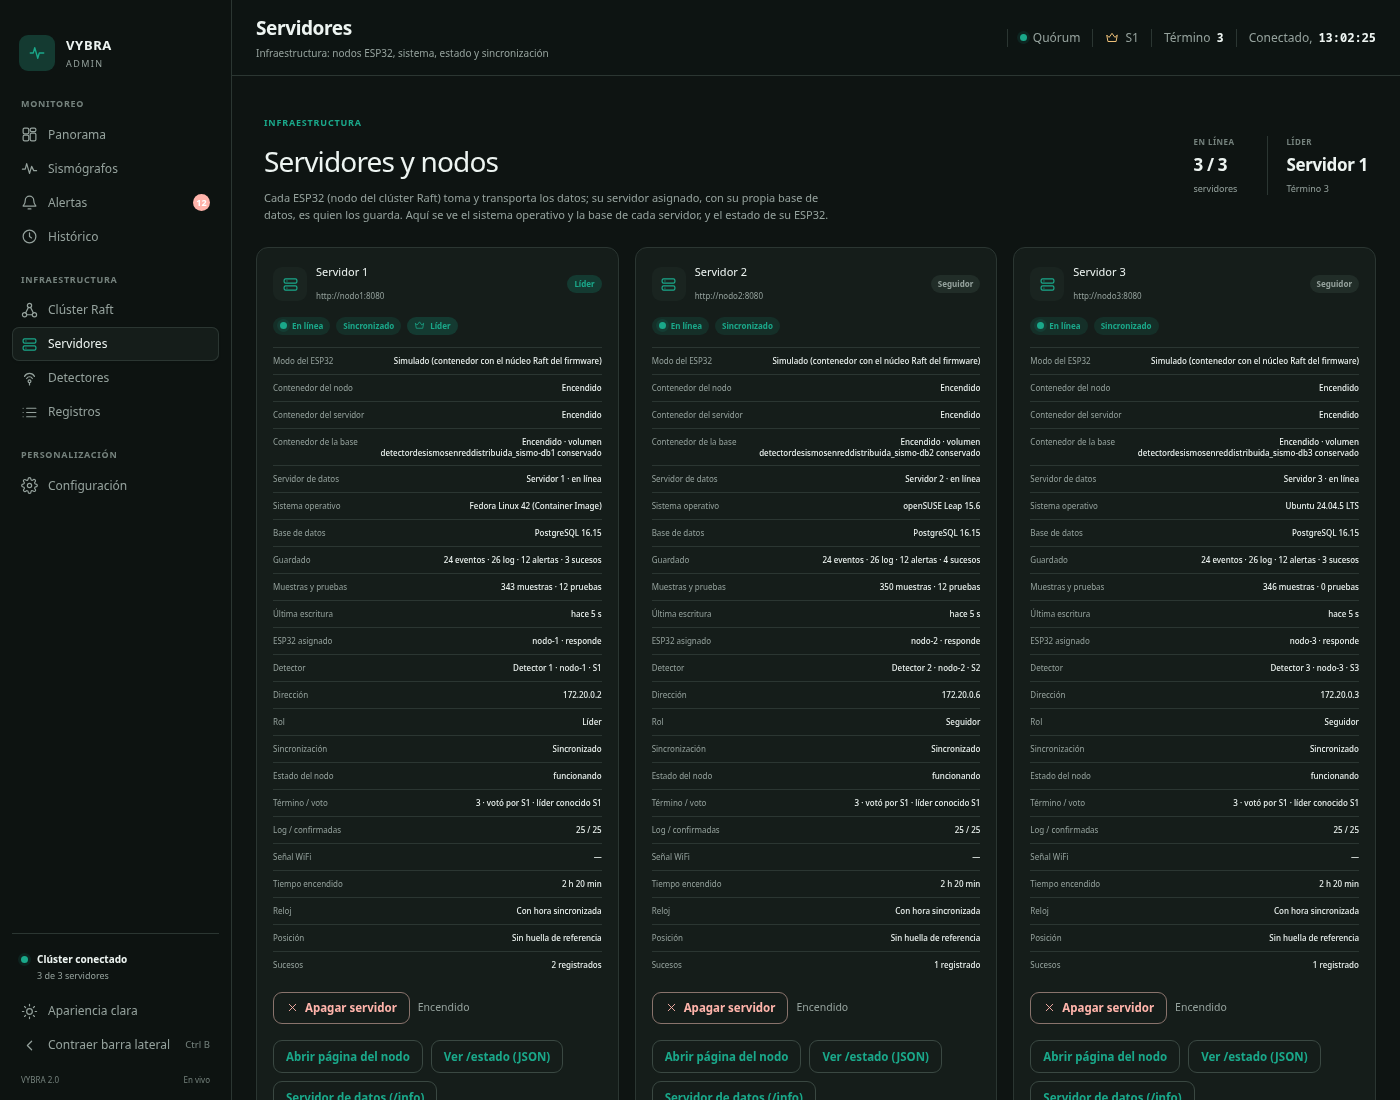 VYBRA
ADMIN
MONITOREO
Panorama
Sismógrafos
Alertas 12
Histórico
INFRAESTRUCTURA
Clúster Raft
Servidores
Detectores
Registros
PERSONALIZACIÓN
Configuración
Clúster conectado
3 de 3 servidores
Apariencia clara
Contraer barra lateral Ctrl B
VYBRA 2.0 En vivo
Servidores
Infraestructura: nodos ESP32, sistema, estado y sincronización
Quórum S1 Término 3 Conectado, 13:02:25
INFRAESTRUCTURA
Servidores y nodos
Cada ESP32 (nodo del clúster Raft) toma y transporta los datos; su servidor asignado, con su propia base de
datos, es quien los guarda. Aquí se ve el sistema operativo y la base de cada servidor, y el estado de su ESP32.
EN LÍNEA
3 / 3
servidores
LÍDER
Servidor 1
Término 3
Servidor 1
http://nodo1:8080
Líder
En línea Sincronizado Líder
Modo del ESP32 Simulado (contenedor con el núcleo Raft del firmware)
Contenedor del nodo Encendido
Contenedor del servidor Encendido
Contenedor de la base Encendido · volumen
detectordesismosenreddistribuida_sismo-db1 conservado
Servidor de datos Servidor 1 · en línea
Sistema operativo Fedora Linux 42 (Container Image)
Base de datos PostgreSQL 16.15
Guardado 24 eventos · 26 log · 12 alertas · 3 sucesos
Muestras y pruebas 343 muestras · 12 pruebas
Última escritura hace 5 s
ESP32 asignado nodo-1 · responde
Detector Detector 1 · nodo-1 · S1
Dirección 172.20.0.2
Rol Líder
Sincronización Sincronizado
Estado del nodo funcionando
Término / voto 3 · votó por S1 · líder conocido S1
Log / confirmadas 25 / 25
Señal WiFi —
Tiempo encendido 2 h 20 min
Reloj Con hora sincronizada
Posición Sin huella de referencia
Sucesos 2 registrados
Apagar servidor Encendido
Abrir página del nodo Ver /estado (JSON)
Servidor de datos (/info)
Servidor 2
http://nodo2:8080
Seguidor
En línea Sincronizado
Modo del ESP32 Simulado (contenedor con el núcleo Raft del firmware)
Contenedor del nodo Encendido
Contenedor del servidor Encendido
Contenedor de la base Encendido · volumen
detectordesismosenreddistribuida_sismo-db2 conservado
Servidor de datos Servidor 2 · en línea
Sistema operativo openSUSE Leap 15.6
Base de datos PostgreSQL 16.15
Guardado 24 eventos · 26 log · 12 alertas · 4 sucesos
Muestras y pruebas 350 muestras · 12 pruebas
Última escritura hace 5 s
ESP32 asignado nodo-2 · responde
Detector Detector 2 · nodo-2 · S2
Dirección 172.20.0.6
Rol Seguidor
Sincronización Sincronizado
Estado del nodo funcionando
Término / voto 3 · votó por S1 · líder conocido S1
Log / confirmadas 25 / 25
Señal WiFi —
Tiempo encendido 2 h 20 min
Reloj Con hora sincronizada
Posición Sin huella de referencia
Sucesos 1 registrado
Apagar servidor Encendido
Abrir página del nodo Ver /estado (JSON)
Servidor de datos (/info)
Servidor 3
http://nodo3:8080
Seguidor
En línea Sincronizado
Modo del ESP32 Simulado (contenedor con el núcleo Raft del firmware)
Contenedor del nodo Encendido
Contenedor del servidor Encendido
Contenedor de la base Encendido · volumen
detectordesismosenreddistribuida_sismo-db3 conservado
Servidor de datos Servidor 3 · en línea
Sistema operativo Ubuntu 24.04.5 LTS
Base de datos PostgreSQL 16.15
Guardado 24 eventos · 26 log · 12 alertas · 3 sucesos
Muestras y pruebas 346 muestras · 0 pruebas
Última escritura hace 5 s
ESP32 asignado nodo-3 · responde
Detector Detector 3 · nodo-3 · S3
Dirección 172.20.0.3
Rol Seguidor
Sincronización Sincronizado
Estado del nodo funcionando
Término / voto 3 · votó por S1 · líder conocido S1
Log / confirmadas 25 / 25
Señal WiFi —
Tiempo encendido 2 h 20 min
Reloj Con hora sincronizada
Posición Sin huella de referencia
Sucesos 1 registrado
Apagar servidor Encendido
Abrir página del nodo Ver /estado (JSON)
Servidor de datos (/info)